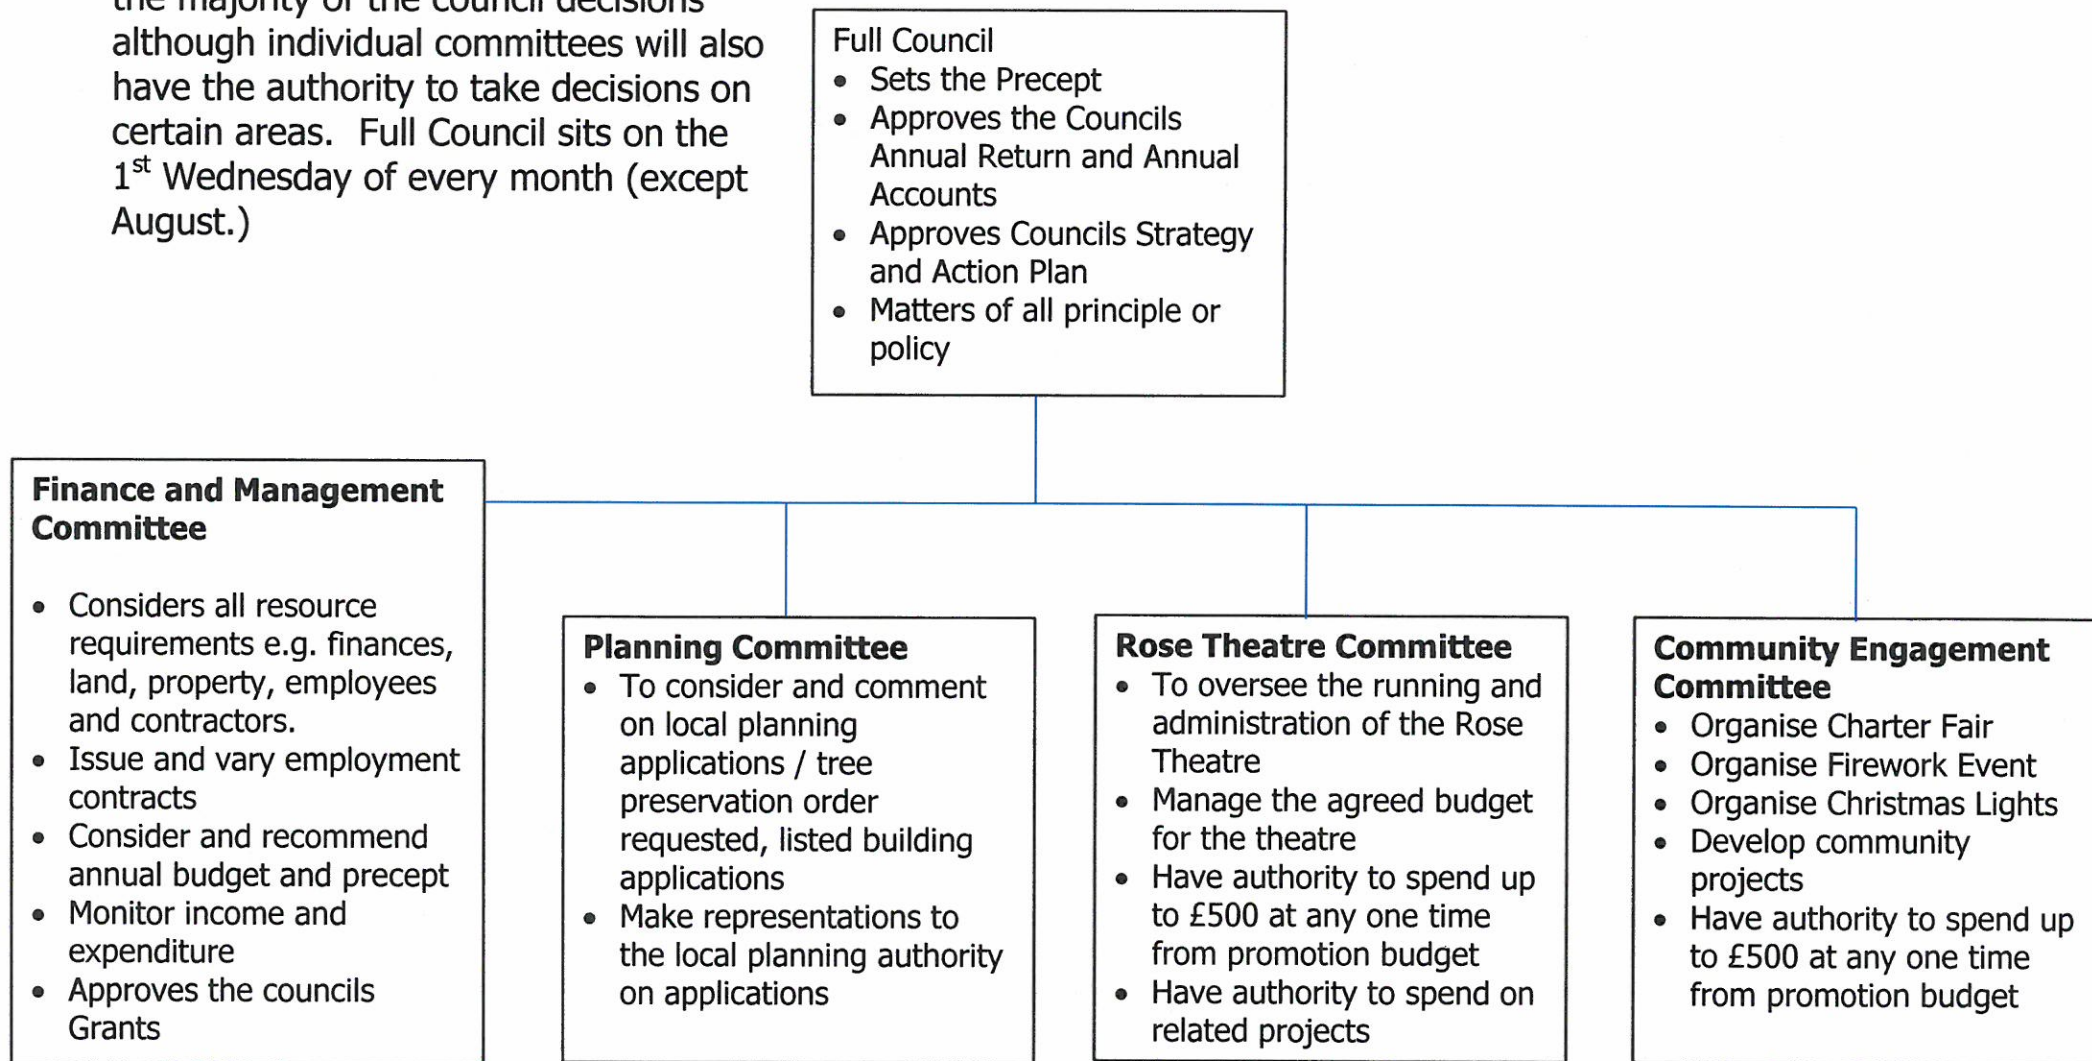 the majority of the council decisions
although individual committees will also
have the authority to take decisions on
certain areas.  Full Council sits on the
1st Wednesday of every month (except
August.)
Full Council
• Sets the Precept
• Approves the Councils
Annual Return and Annual
Accounts
• Approves Councils Strategy
and Action Plan
• Matters of all principle or
policy
Finance and Management
Committee
• Considers all resource
requirements e.g. finances,
land, property, employees
and contractors.
• Issue and vary employment
contracts
• Consider and recommend
annual budget and precept
• Monitor income and
expenditure
• Approves the councils
Grants
Planning Committee
• To consider and comment
on local planning
applications / tree
preservation order
requested, listed building
applications
• Make representations to
the local planning authority
on applications
Rose Theatre Committee
• To oversee the running and
administration of the Rose
Theatre
• Manage the agreed budget
for the theatre
• Have authority to spend up
to £500 at any one time
from promotion budget
• Have authority to spend on
related projects
Community Engagement
Committee
• Organise Charter Fair
• Organise Firework Event
• Organise Christmas Lights
• Develop community
projects
• Have authority to spend up
to £500 at any one time
from promotion budget